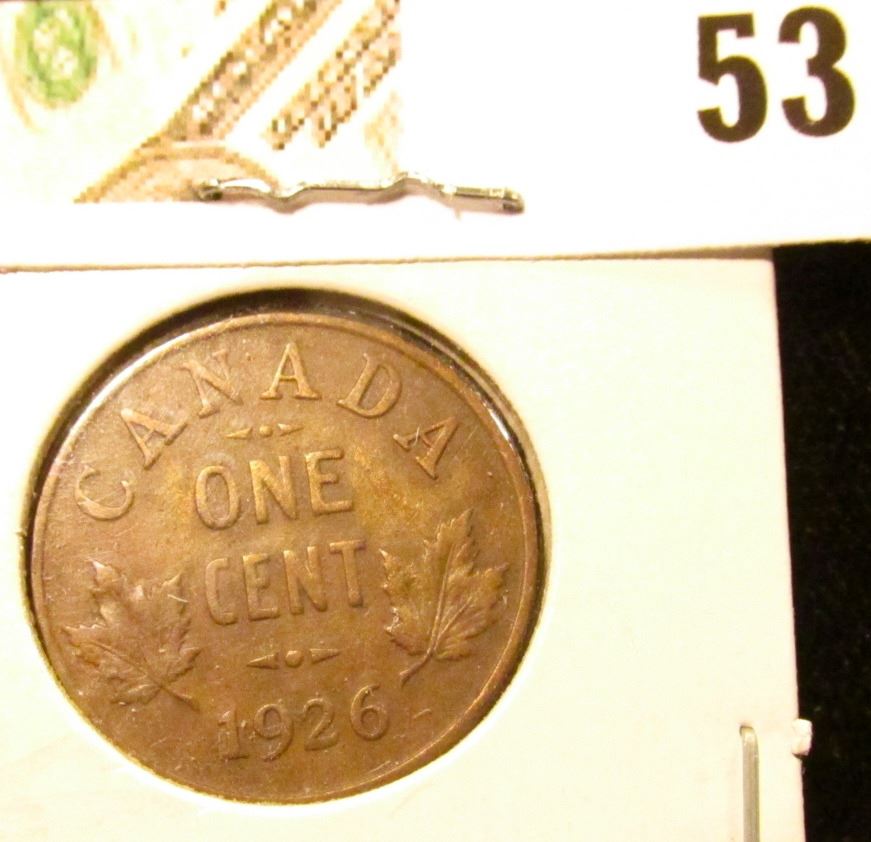 53
CANADA
ONE
CENT
1926